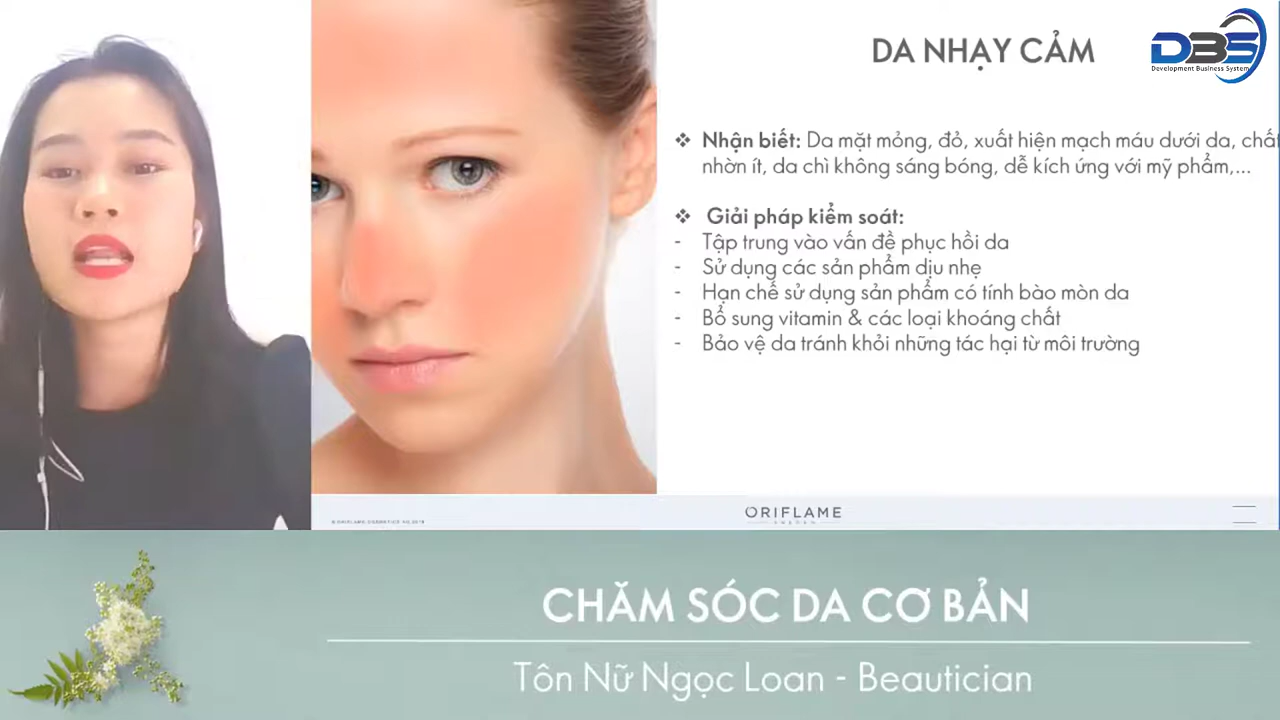 DA NHẠY CẢM
DBS
Development Business System
❖ Nhận biết: Da mặt mỏng, đỏ, xuất hiện mạch máu dưới da, chất
nhờn ít, da chì không sáng bóng, dễ kích ứng với mỹ phẩm,...
❖ Giải pháp kiểm soát:
- Tập trung vào vấn đề phục hồi da
- Sử dụng các sản phẩm dịu nhẹ
- Hạn chế sử dụng sản phẩm có tính bào mòn da
- Bổ sung vitamin & các loại khoáng chất
- Bảo vệ da tránh khỏi những tác hại từ môi trường
ORIFLAME
SWEDEN
CHĂM SÓC DA CƠ BẢN
Tôn Nữ Ngọc Loan - Beautician